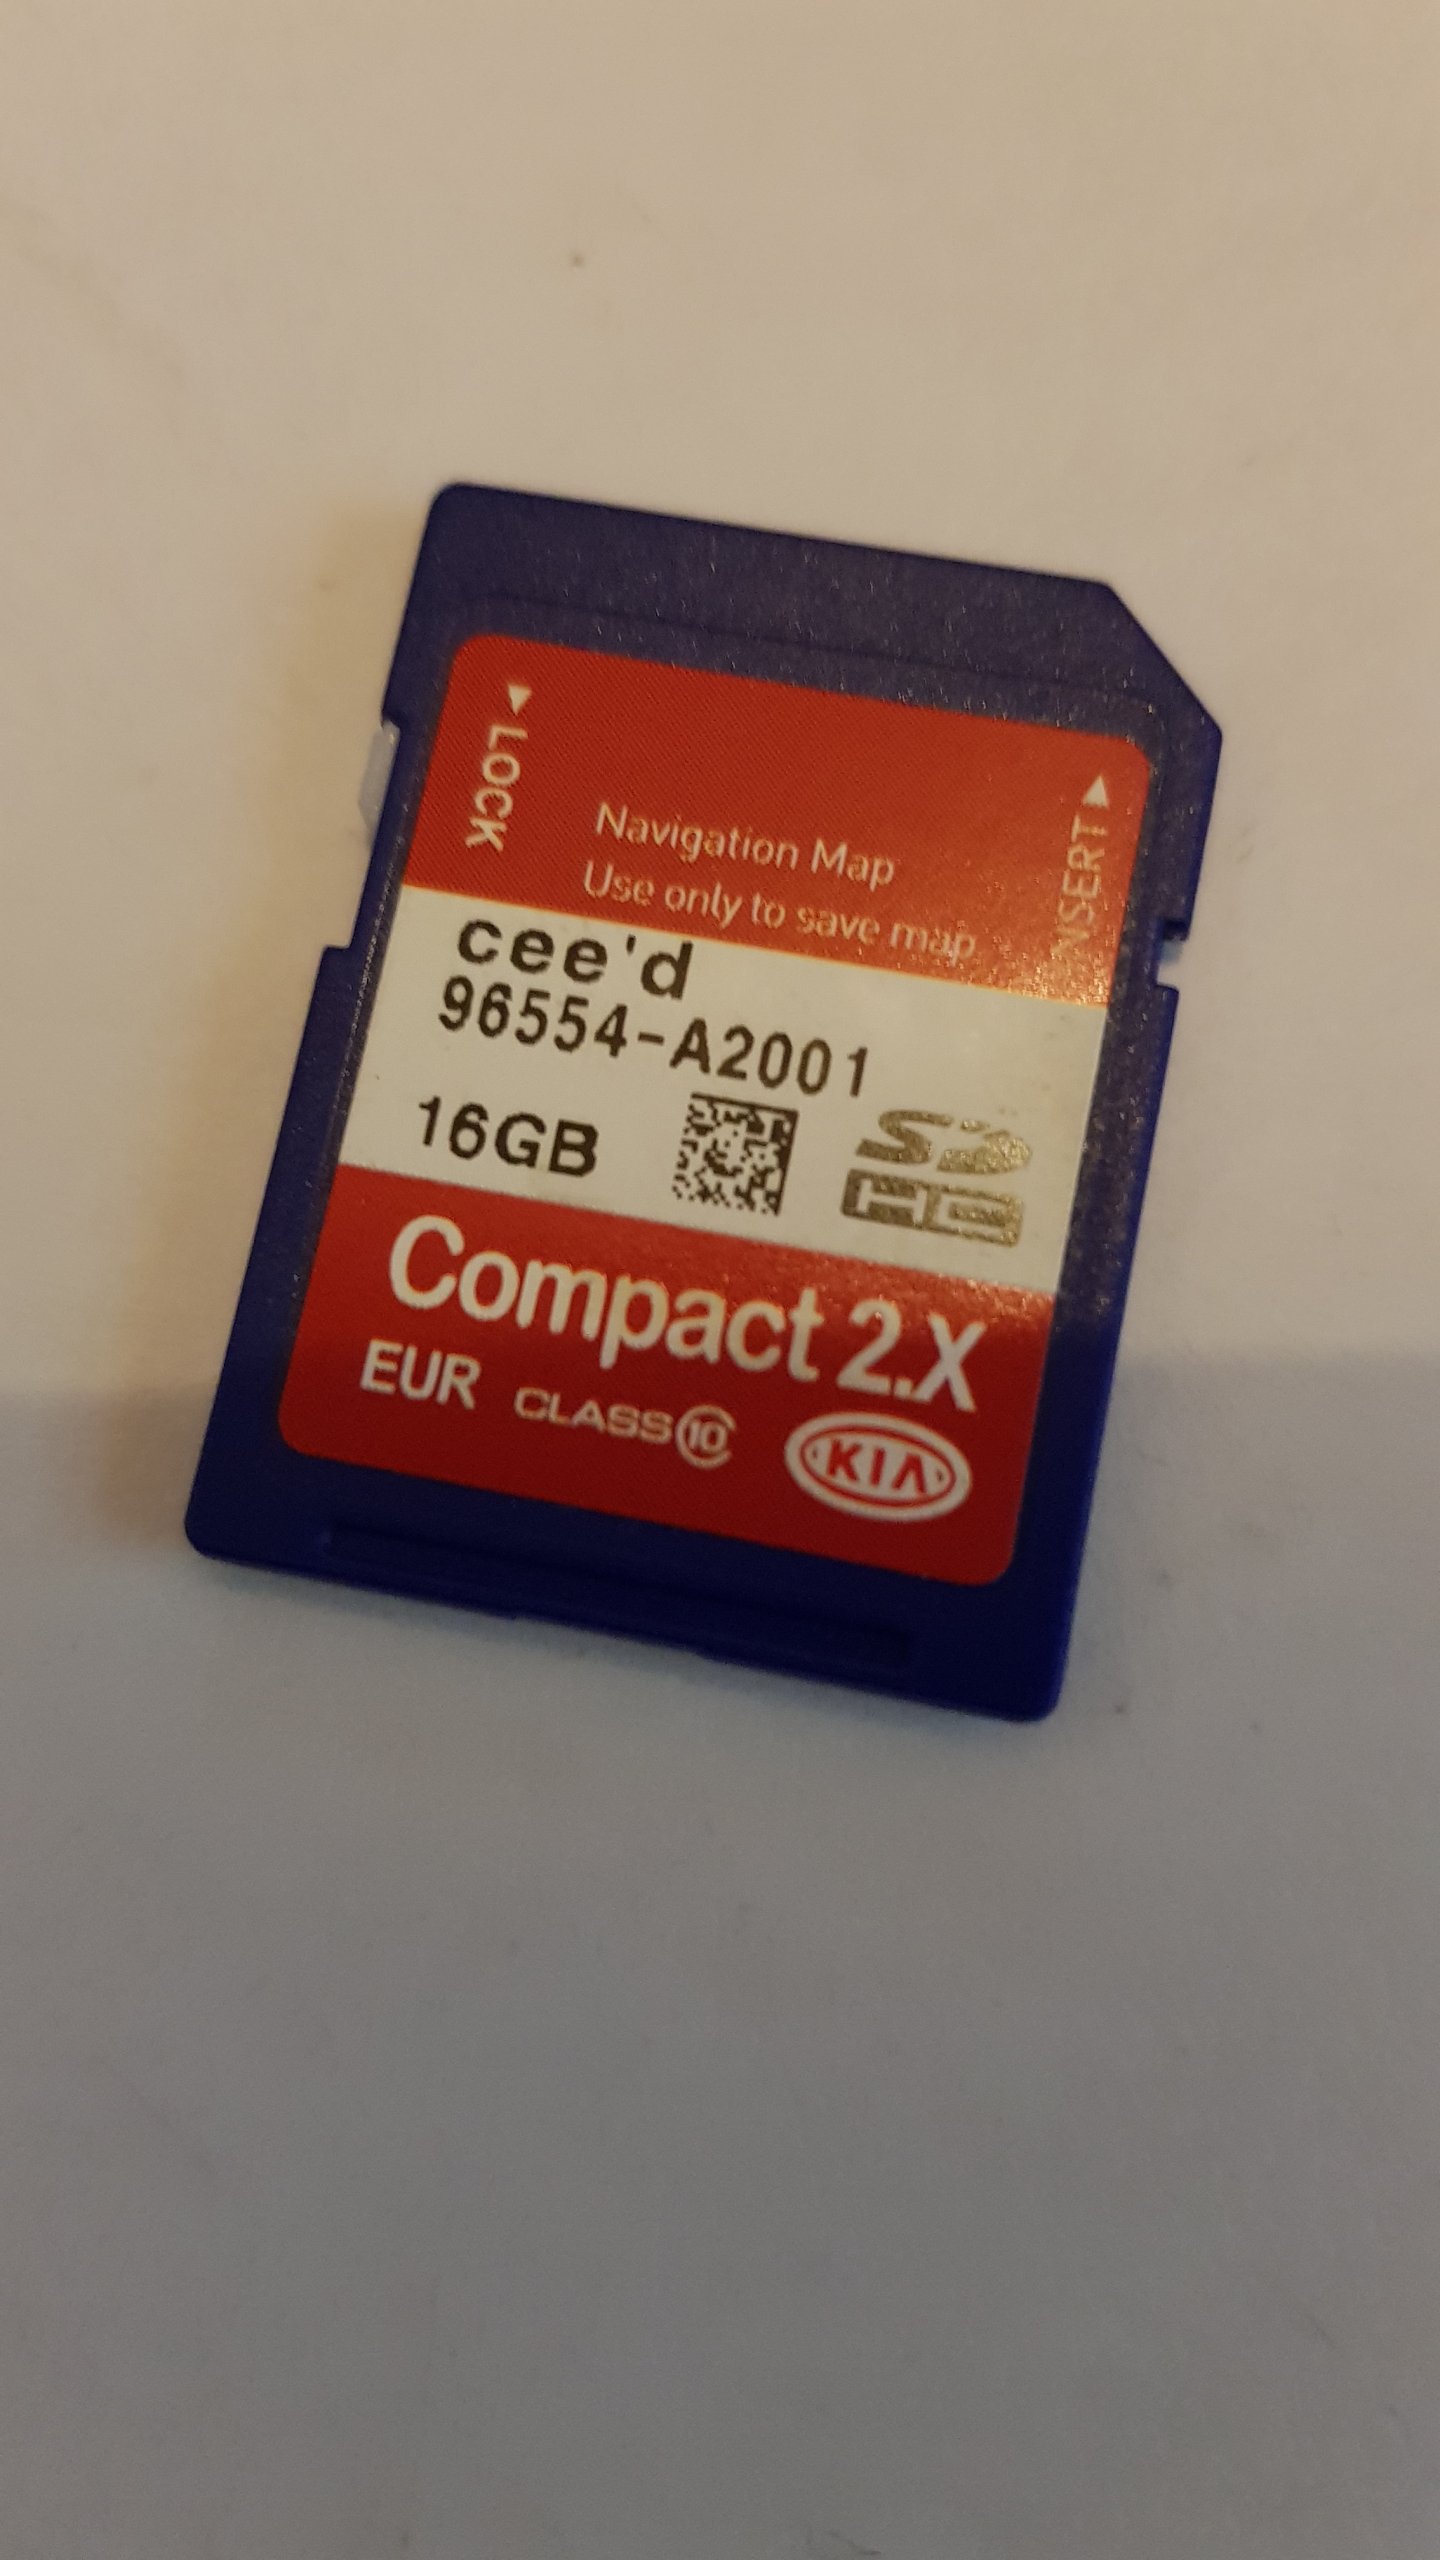 ▲ LOCK
INSERT ▲
Navigation Map
Use only to save map
cee'd
96554-A2001
16GB
SD
HC
Compact 2.X
EUR CLASS 10
KIA